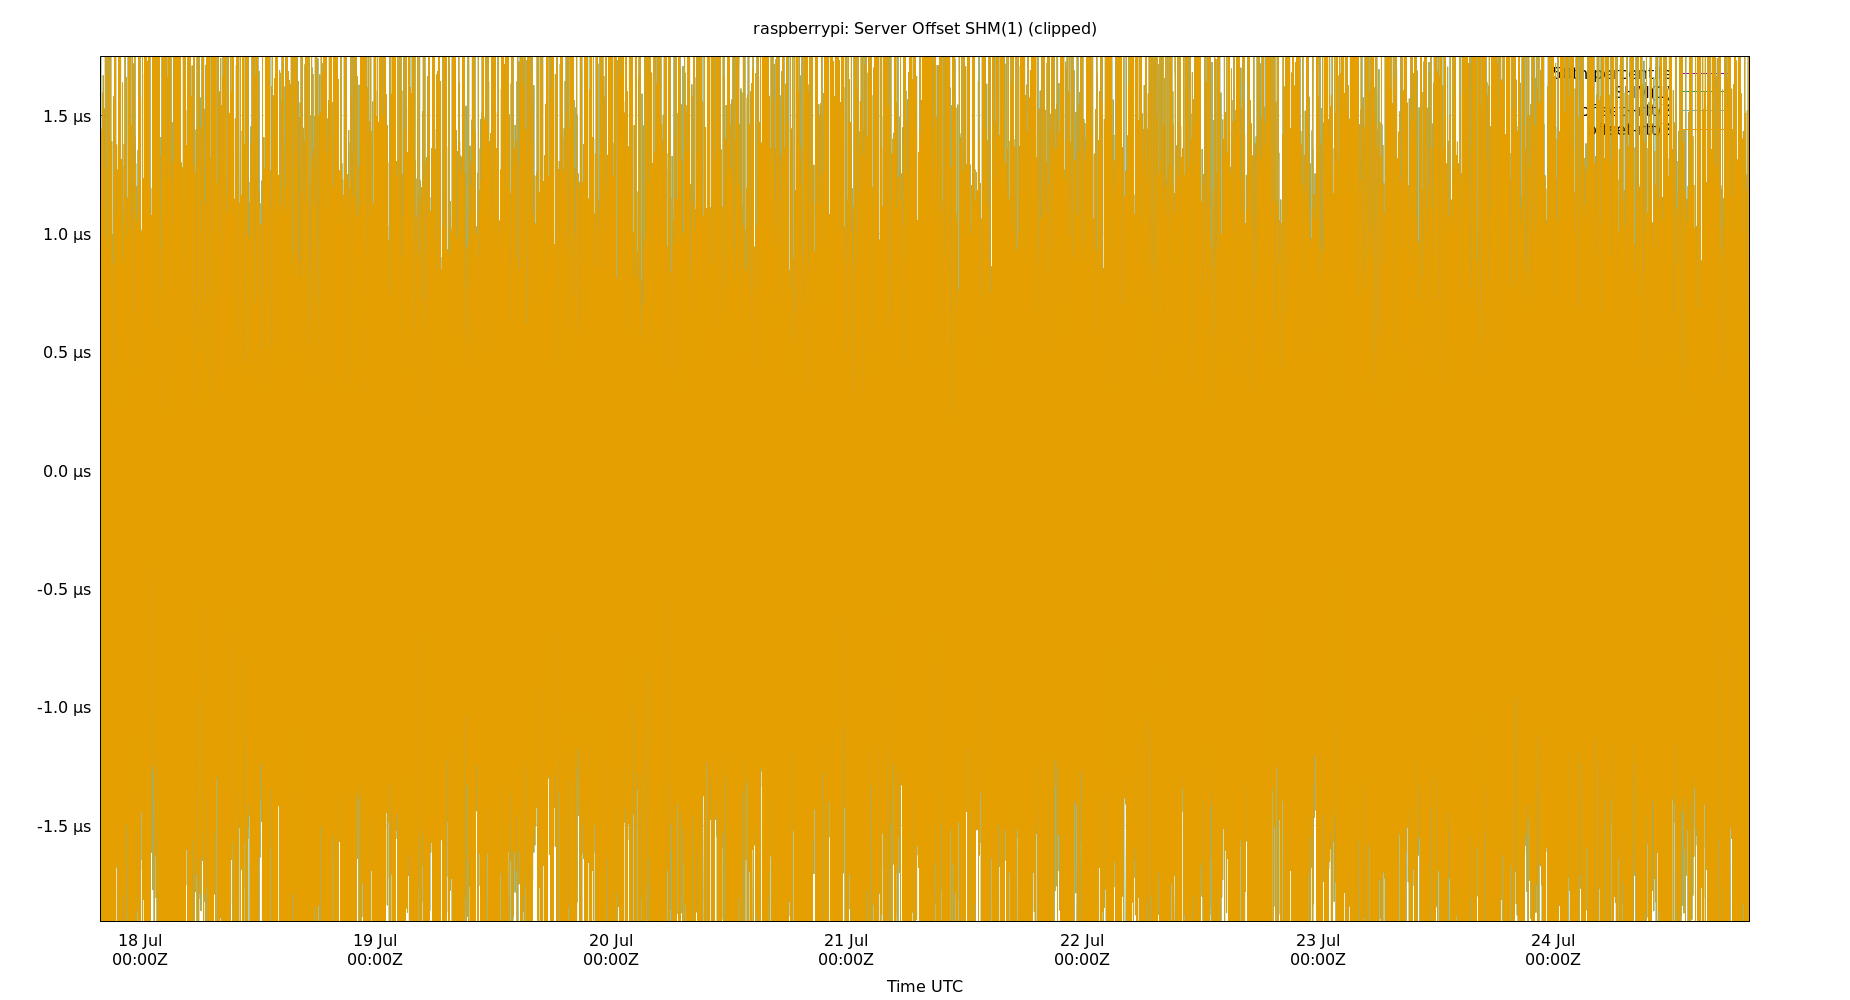 raspberrypi: Server Offset SHM(1) (clipped)
1.5 µs
1.0 µs
0.5 µs
0.0 µs
-0.5 µs
-1.0 µs
-1.5 µs
18 Jul 19 Jul 20 Jul 21 Jul 22 Jul 23 Jul 24 Jul
00:00Z 00:00Z 00:00Z 00:00Z 00:00Z 00:00Z 00:00Z
Time UTC